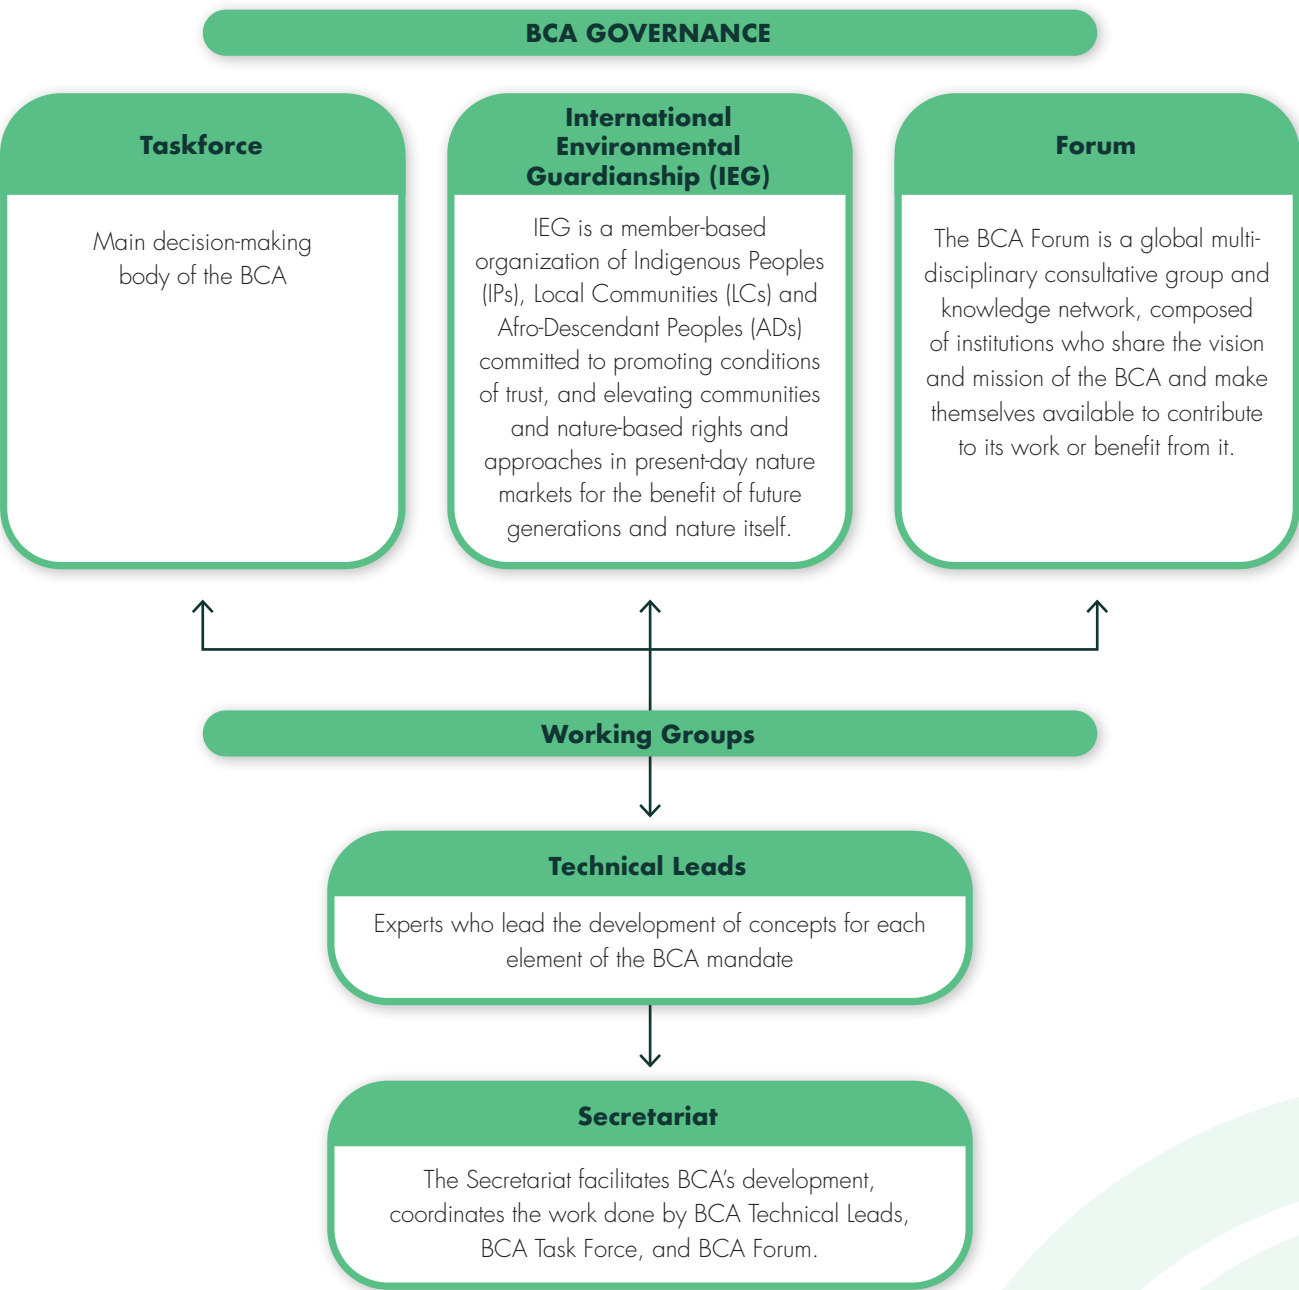 BCA GOVERNANCE
Taskforce
Main decision-making
body of the BCA
International
Environmental
Guardianship (IEG)
IEG is a member-based
organization of Indigenous Peoples
(IPs), Local Communities (LCs) and
Afro-Descendant Peoples (ADs)
committed to promoting conditions
of trust, and elevating communities
and nature-based rights and
approaches in present-day nature
markets for the benefit of future
generations and nature itself.
Forum
The BCA Forum is a global multi-
disciplinary consultative group and
knowledge network, composed
of institutions who share the vision
and mission of the BCA and make
themselves available to contribute
to its work or benefit from it.
Working Groups
Technical Leads
Experts who lead the development of concepts for each
element of the BCA mandate
Secretariat
The Secretariat facilitates BCA’s development,
coordinates the work done by BCA Technical Leads,
BCA Task Force, and BCA Forum.